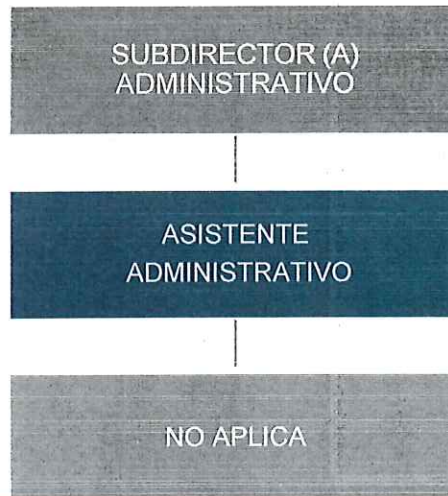 SUBDIRECTOR (A)
ADMINISTRATIVO
ASISTENTE
ADMINISTRATIVO
NO APLICA